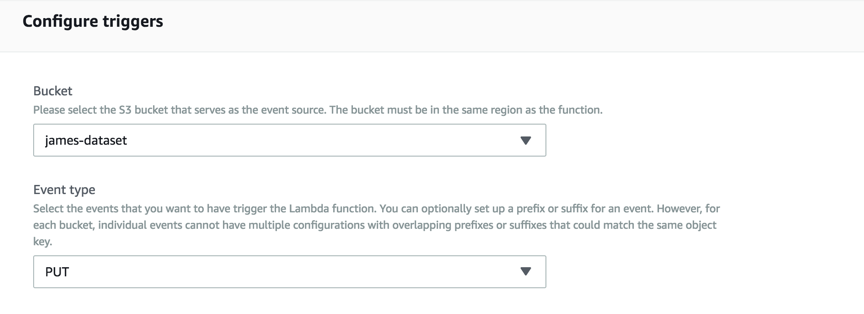 Configure triggers
Bucket
Please select the S3 bucket that serves as the event source. The bucket must be in the same region as the function.
james-dataset
Event type
Select the events that you want to have trigger the Lambda function. You can optionally set up a prefix or suffix for an event. However, for
each bucket, individual events cannot have multiple configurations with overlapping prefixes or suffixes that could match the same object
key.
PUT